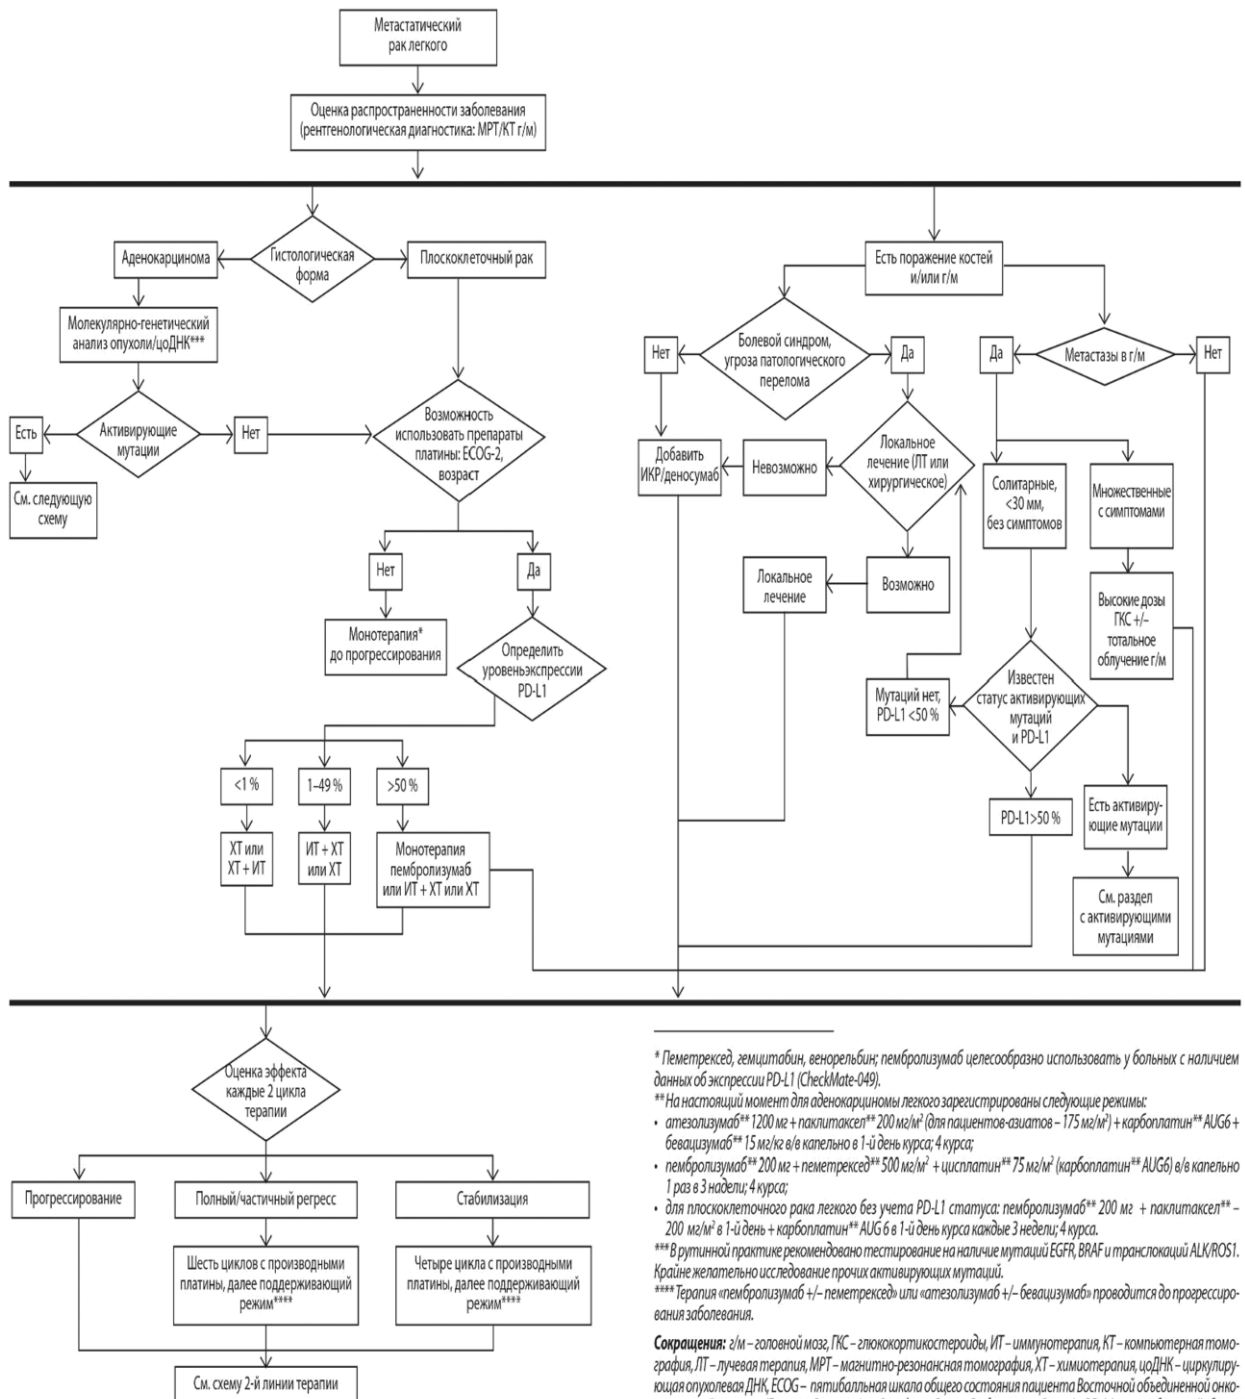 Метастатический
рак легкого
Оценка распространенности заболевания
(рентгенологическая диагностика: МРТ/КТ г/м)
Гистологическая
форма
Аденокарцинома
Плоскоклеточный рак
Молекулярно-генетический
анализ опухоли/цоДНК***
Активирующие
мутации
Есть
Нет
См. следующую
схему
Возможность
использовать препараты
платины: ECOG-2,
возраст
Нет
Да
Монотерапия*
до прогрессирования
Определить
уровеньэкспрессии
PD-L1
<1 %
1–49 %
>50 %
ХТ или
ХТ + ИТ
ИТ + ХТ
или ХТ
Монотерапия
пембролизумаб
или ИТ + ХТ или ХТ
Есть поражение костей
и/или г/м
Болевой синдром,
угроза патологического
перелома
Нет
Да
Метастазы в г/м
Да
Нет
Добавить
ИКР/деносумаб
Невозможно
Локальное
лечение (ЛТ или
хирургическое)
Солитарные,
<30 мм,
без симптомов
Множественные
с симптомами
Локальное
лечение
Возможно
Высокие дозы
ГКС +/–
тотальное
облучение г/м
Мутаций нет,
PD-L1 <50 %
Известен
статус активирующих
мутаций
и PD-L1
PD-L1>50 %
Есть активиру-
ющие мутации
См. раздел
с активирующими
мутациями
Оценка эффекта
каждые 2 цикла
терапии
Прогрессирование
Полный/частичный регресс
Стабилизация
Шесть циклов с производными
платины, далее поддерживающий
режим****
Четыре цикла с производными
платины, далее поддерживающий
режим****
См. схему 2-й линии терапии
* Пеметрексед, гемцитабин, венорельбин; пембролизумаб целесообразно использовать у больных с наличием
данных об экспрессии PD-L1 (CheckMate-049).
** На настоящий момент для аденокарциномы легкого зарегистрированы следующие режимы:
• атезолизумаб** 1200 мг + паклитаксел** 200 мг/м² (для пациентов-азиатов – 175 мг/м²) + карбоплатин** AUG6 +
бевацизумаб** 15 мг/кг в/в капельно в 1-й день курса; 4 курса;
• пембролизумаб** 200 мг + пеметрексед** 500 мг/м² + цисплатин** 75 мг/м² (карбоплатин** AUG6) в/в капельно
1 раз в 3 недели; 4 курса;
• для плоскоклеточного рака легкого без учета PD-L1 статуса: пембролизумаб** 200 мг + паклитаксел** –
200 мг/м² в 1-й день + карбоплатин** AUG 6 в 1-й день курса каждые 3 недели; 4 курса.
*** В рутинной практике рекомендовано тестирование на наличие мутаций EGFR, BRAF и транслокаций ALK/ROS1.
Крайне желательно исследование прочих активирующих мутаций.
**** Терапия «пембролизумаб +/– пеметрексед» или «атезолизумаб +/– бевацизумаб» проводится до прогрессиро-
вания заболевания.
Сокращения: г/м – головной мозг, ГКС – глюкокортикостероиды, ИТ – иммунотерапия, КТ – компьютерная томо-
графия, ЛТ – лучевая терапия, МРТ – магнитно-резонансная томография, ХТ – химиотерапия, цоДНК – циркулиру-
ющая опухолевая ДНК, ECOG – пятибалльная шкала общего состояния пациента Восточной объединенной онко-